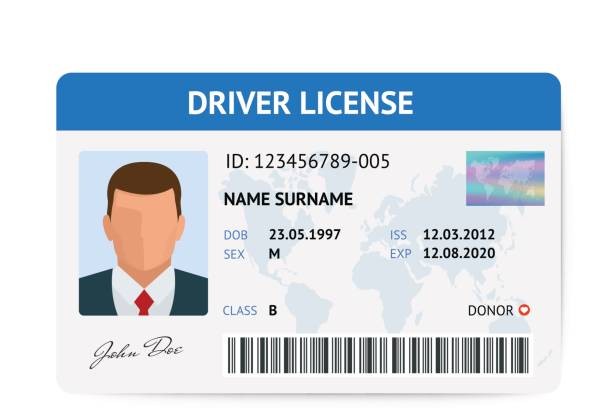 DRIVER LICENSE
ID: 123456789-005
NAME SURNAME
DOB 23.05.1997 ISS 12.03.2012
SEX M EXP 12.08.2020
CLASS B DONOR
John Doe